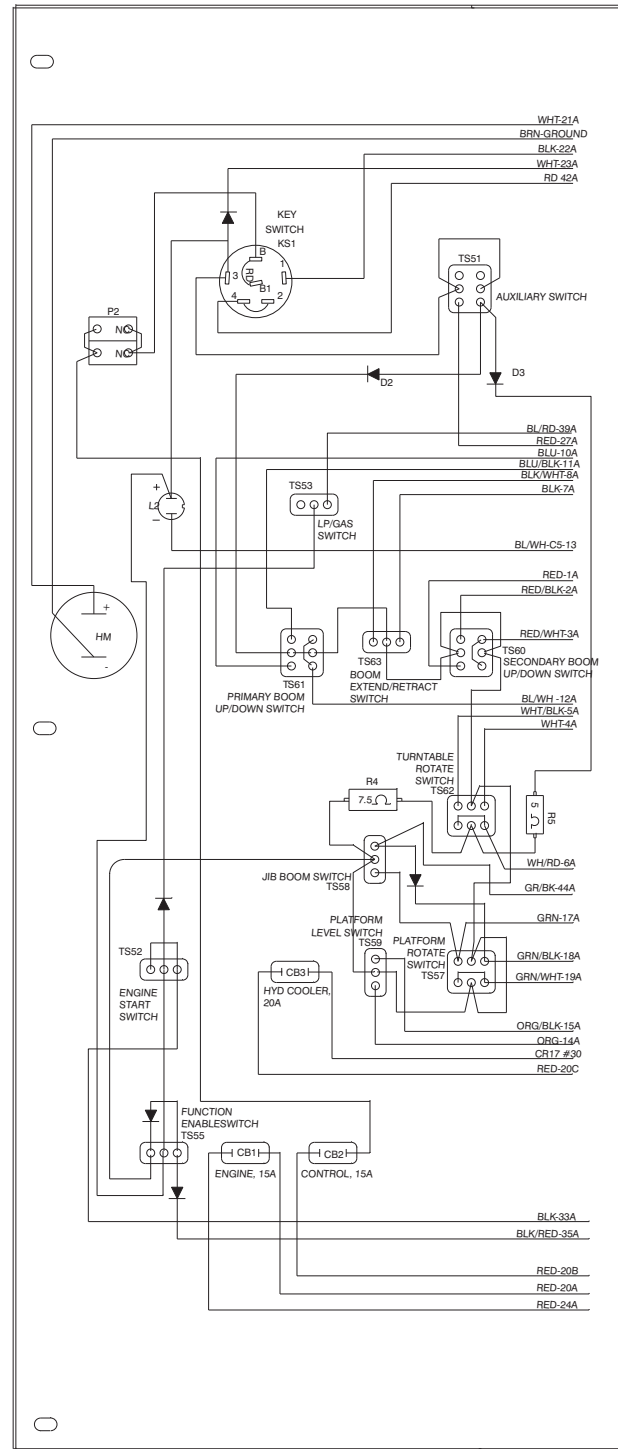 WHT-21A
BRN-GROUND
BLK-22A
WHT-23A
RD 42A
KEY
SWITCH
KS1
B
1
3
RD
B1
4
2
TS51
AUXILIARY SWITCH
P2
NO
NC
D2
D3
BL/RD-39A
RED-27A
BLU-10A
BLU/BLK-11A
BLK/WHT-8A
BLK-7A
+
L2
–
TS53
LP/GAS
SWITCH
BL/WH-C5-13
RED-1A
RED/BLK-2A
+
HM
-
RED/WHT-3A
TS60
SECONDARY BOOM
UP/DOWN SWITCH
TS63
BOOM
EXTEND/RETRACT
SWITCH
TS61
PRIMARY BOOM
UP/DOWN SWITCH
BL/WH -12A
WHT/BLK-5A
WHT-4A
TURNTABLE
ROTATE
SWITCH
TS62
R4
7.5 Ω
5 Ω
R5
WH/RD-6A
JIB BOOM SWITCH
TS58
GR/BK-44A
GRN-17A
PLATFORM
LEVEL SWITCH
TS59
PLATFORM
ROTATE
SWITCH
TS57
GRN/BLK-18A
GRN/WHT-19A
TS52
ENGINE
START
SWITCH
CB3
HYD COOLER,
20A
ORG/BLK-15A
ORG-14A
CR17 #30
RED-20C
FUNCTION
ENABLESWITCH
TS55
CB1
ENGINE, 15A
CB2
CONTROL, 15A
BLK-33A
BLK/RED-35A
RED-20B
RED-20A
RED-24A